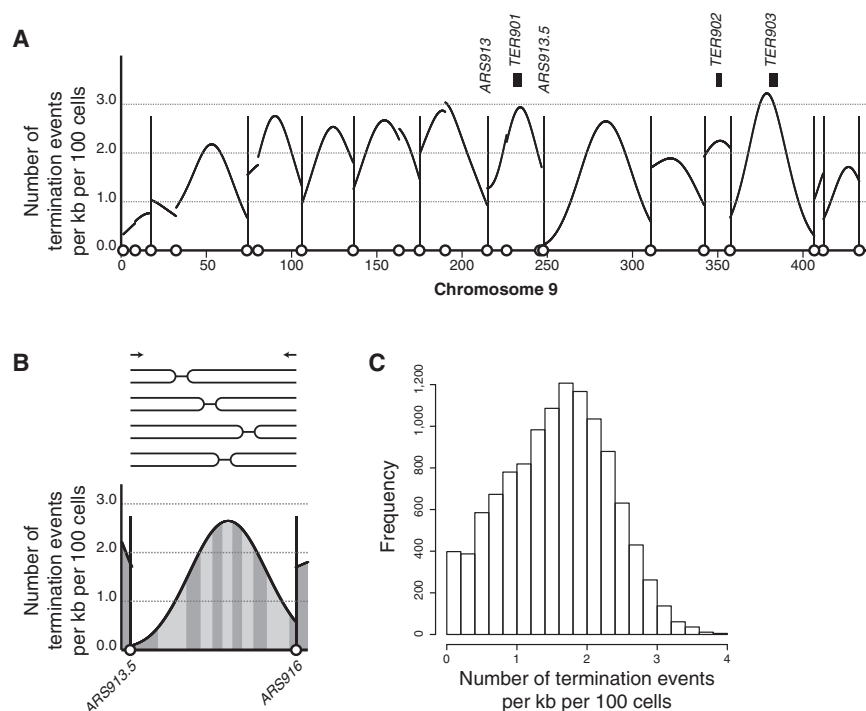 A
ARS913
TER901
ARS913.5
TER902
TER903
Number of
termination events
per kb per 100 cells
3.0
2.0
1.0
0.0
0
50
100
150
200
250
300
350
400
Chromosome 9
B
Number of
termination events
per kb per 100 cells
3.0
2.0
1.0
0.0
ARS913.5
ARS916
C
Frequency
1,200
1,000
800
600
400
200
0
0
1
2
3
4
Number of termination events
per kb per 100 cells